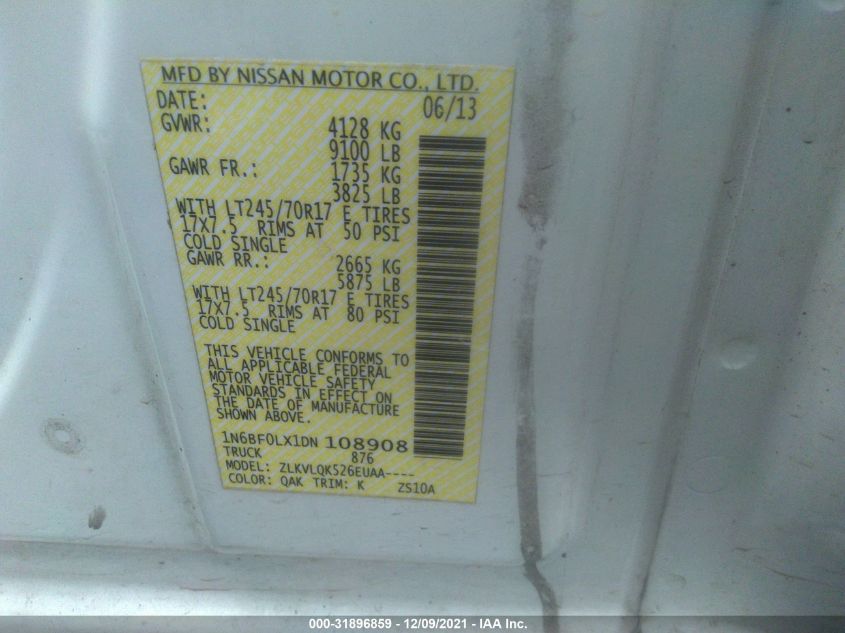 MFD BY NISSAN MOTOR CO., LTD.
DATE: 06/13
GVWR: 4128 KG
9100 LB
GAWR FR.: 1735 KG
3825 LB
WITH LT245/70R17 E TIRES
17X7.5 RIMS AT 50 PSI
COLD SINGLE
GAWR RR.: 2665 KG
5875 LB
WITH LT245/70R17 E TIRES
17X7.5 RIMS AT 80 PSI
COLD SINGLE
THIS VEHICLE CONFORMS TO
ALL APPLICABLE FEDERAL
MOTOR VEHICLE SAFETY
STANDARDS IN EFFECT ON
THE DATE OF MANUFACTURE
SHOWN ABOVE.
1N6BF0LX1DN 108908
TRUCK 876
MODEL: ZLKVLQKS26EUAA----
COLOR: QAK TRIM: K ZS10A
000-31896859 - 12/09/2021 - IAA Inc.